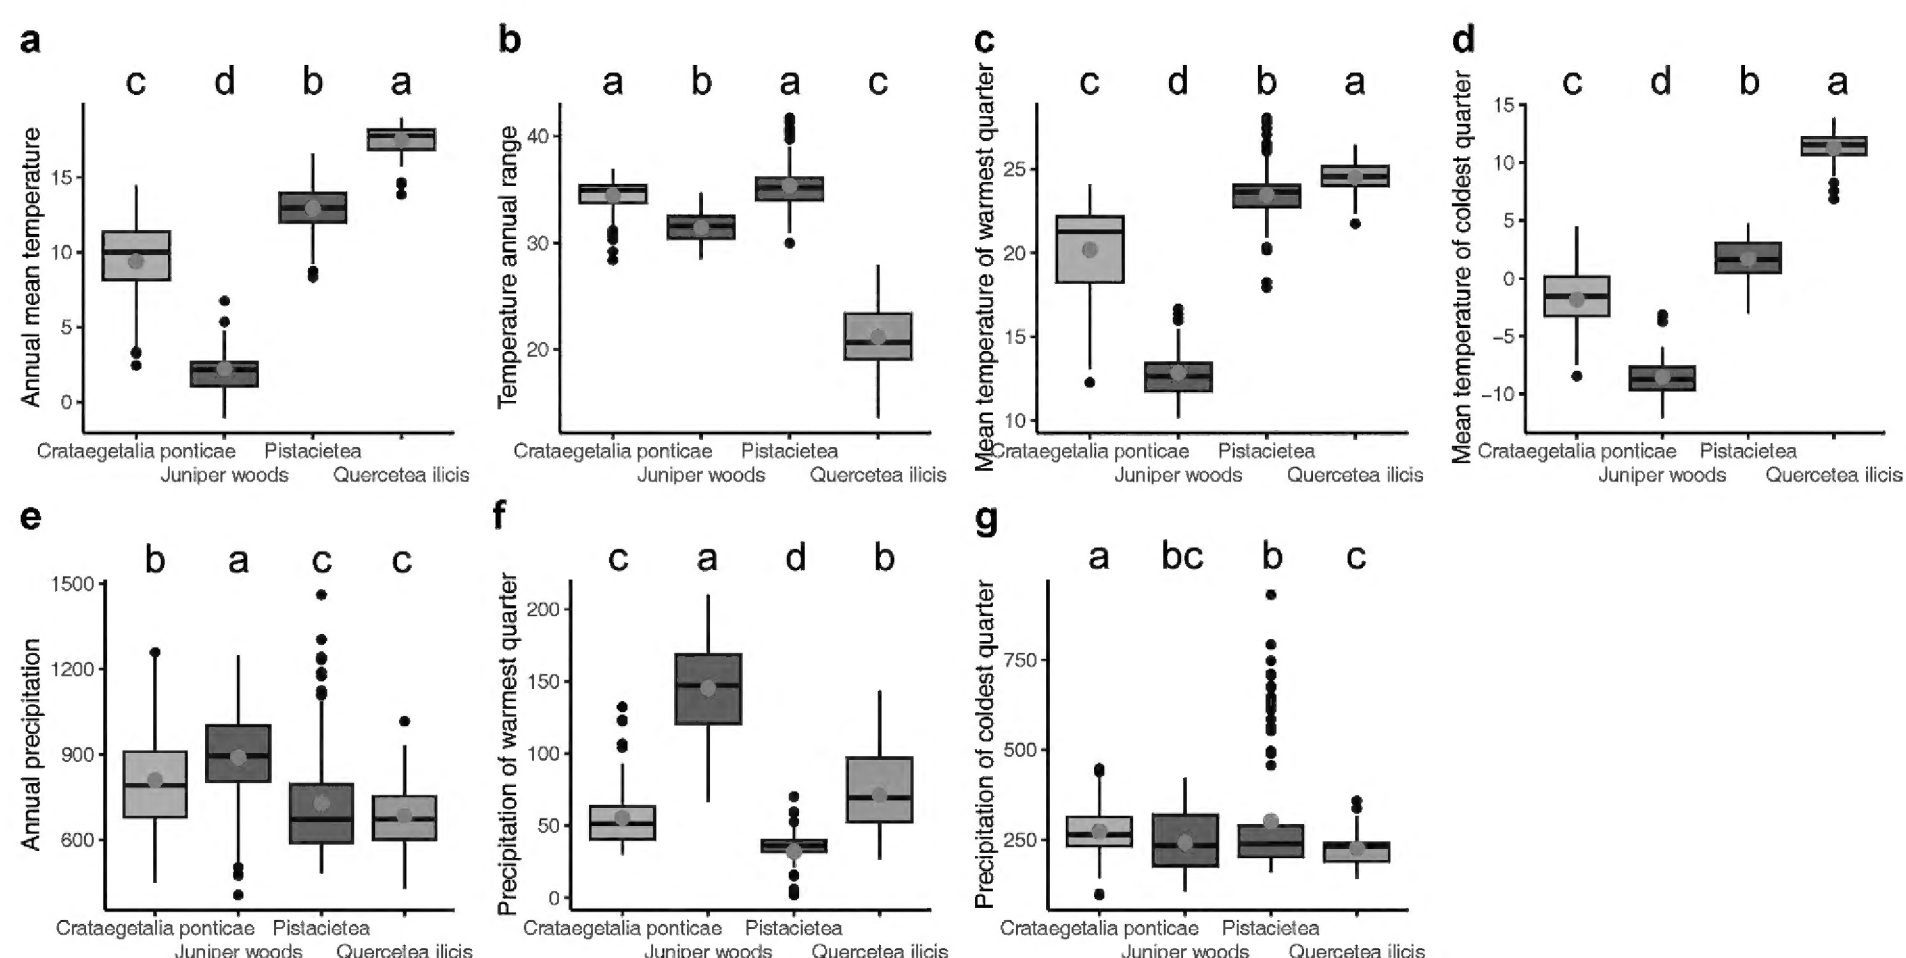 a
c d b a
Annual mean temperature
15
10
5
0
Crataegetalia ponticae Pistacietea
Juniper woods Quercetea ilicis
b
a b a c
Temperature annual range
40
30
20
Crataegetalia ponticae Pistacietea
Juniper woods Quercetea ilicis
c
c d b a
Mean temperature of warmest quarter
25
20
15
10
Crataegetalia ponticae Pistacietea
Juniper woods Quercetea ilicis
d
c d b a
Mean temperature of coldest quarter
15
10
5
0
−5
−10
Crataegetalia ponticae Pistacietea
Juniper woods Quercetea ilicis
e
b a c c
Annual precipitation
1500
1200
900
600
Crataegetalia ponticae Pistacietea
Juniper woods Quercetea ilicis
f
c a d b
Precipitation of warmest quarter
200
150
100
50
0
Crataegetalia ponticae Pistacietea
Juniper woods Quercetea ilicis
g
a bc b c
Precipitation of coldest quarter
750
500
250
Crataegetalia ponticae Pistacietea
Juniper woods Quercetea ilicis